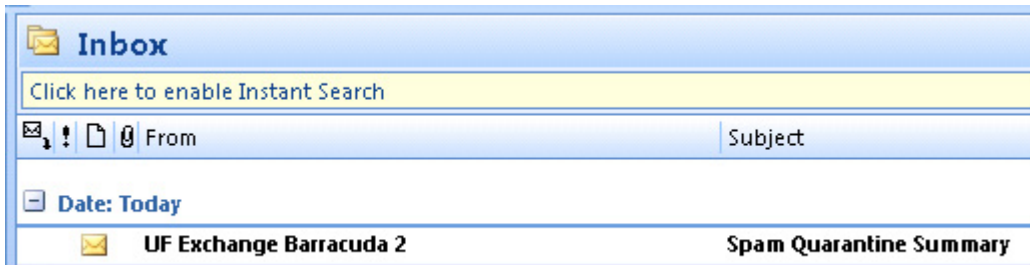 Inbox
Click here to enable Instant Search
From Subject
Date: Today
UF Exchange Barracuda 2 Spam Quarantine Summary